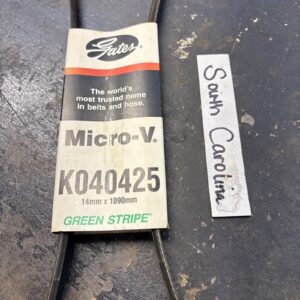 Gates
The world's
most trusted name
in belts and hose.
Micro-V®
K040425
14mm x 1090mm
GREEN STRIPE®
South Carolina